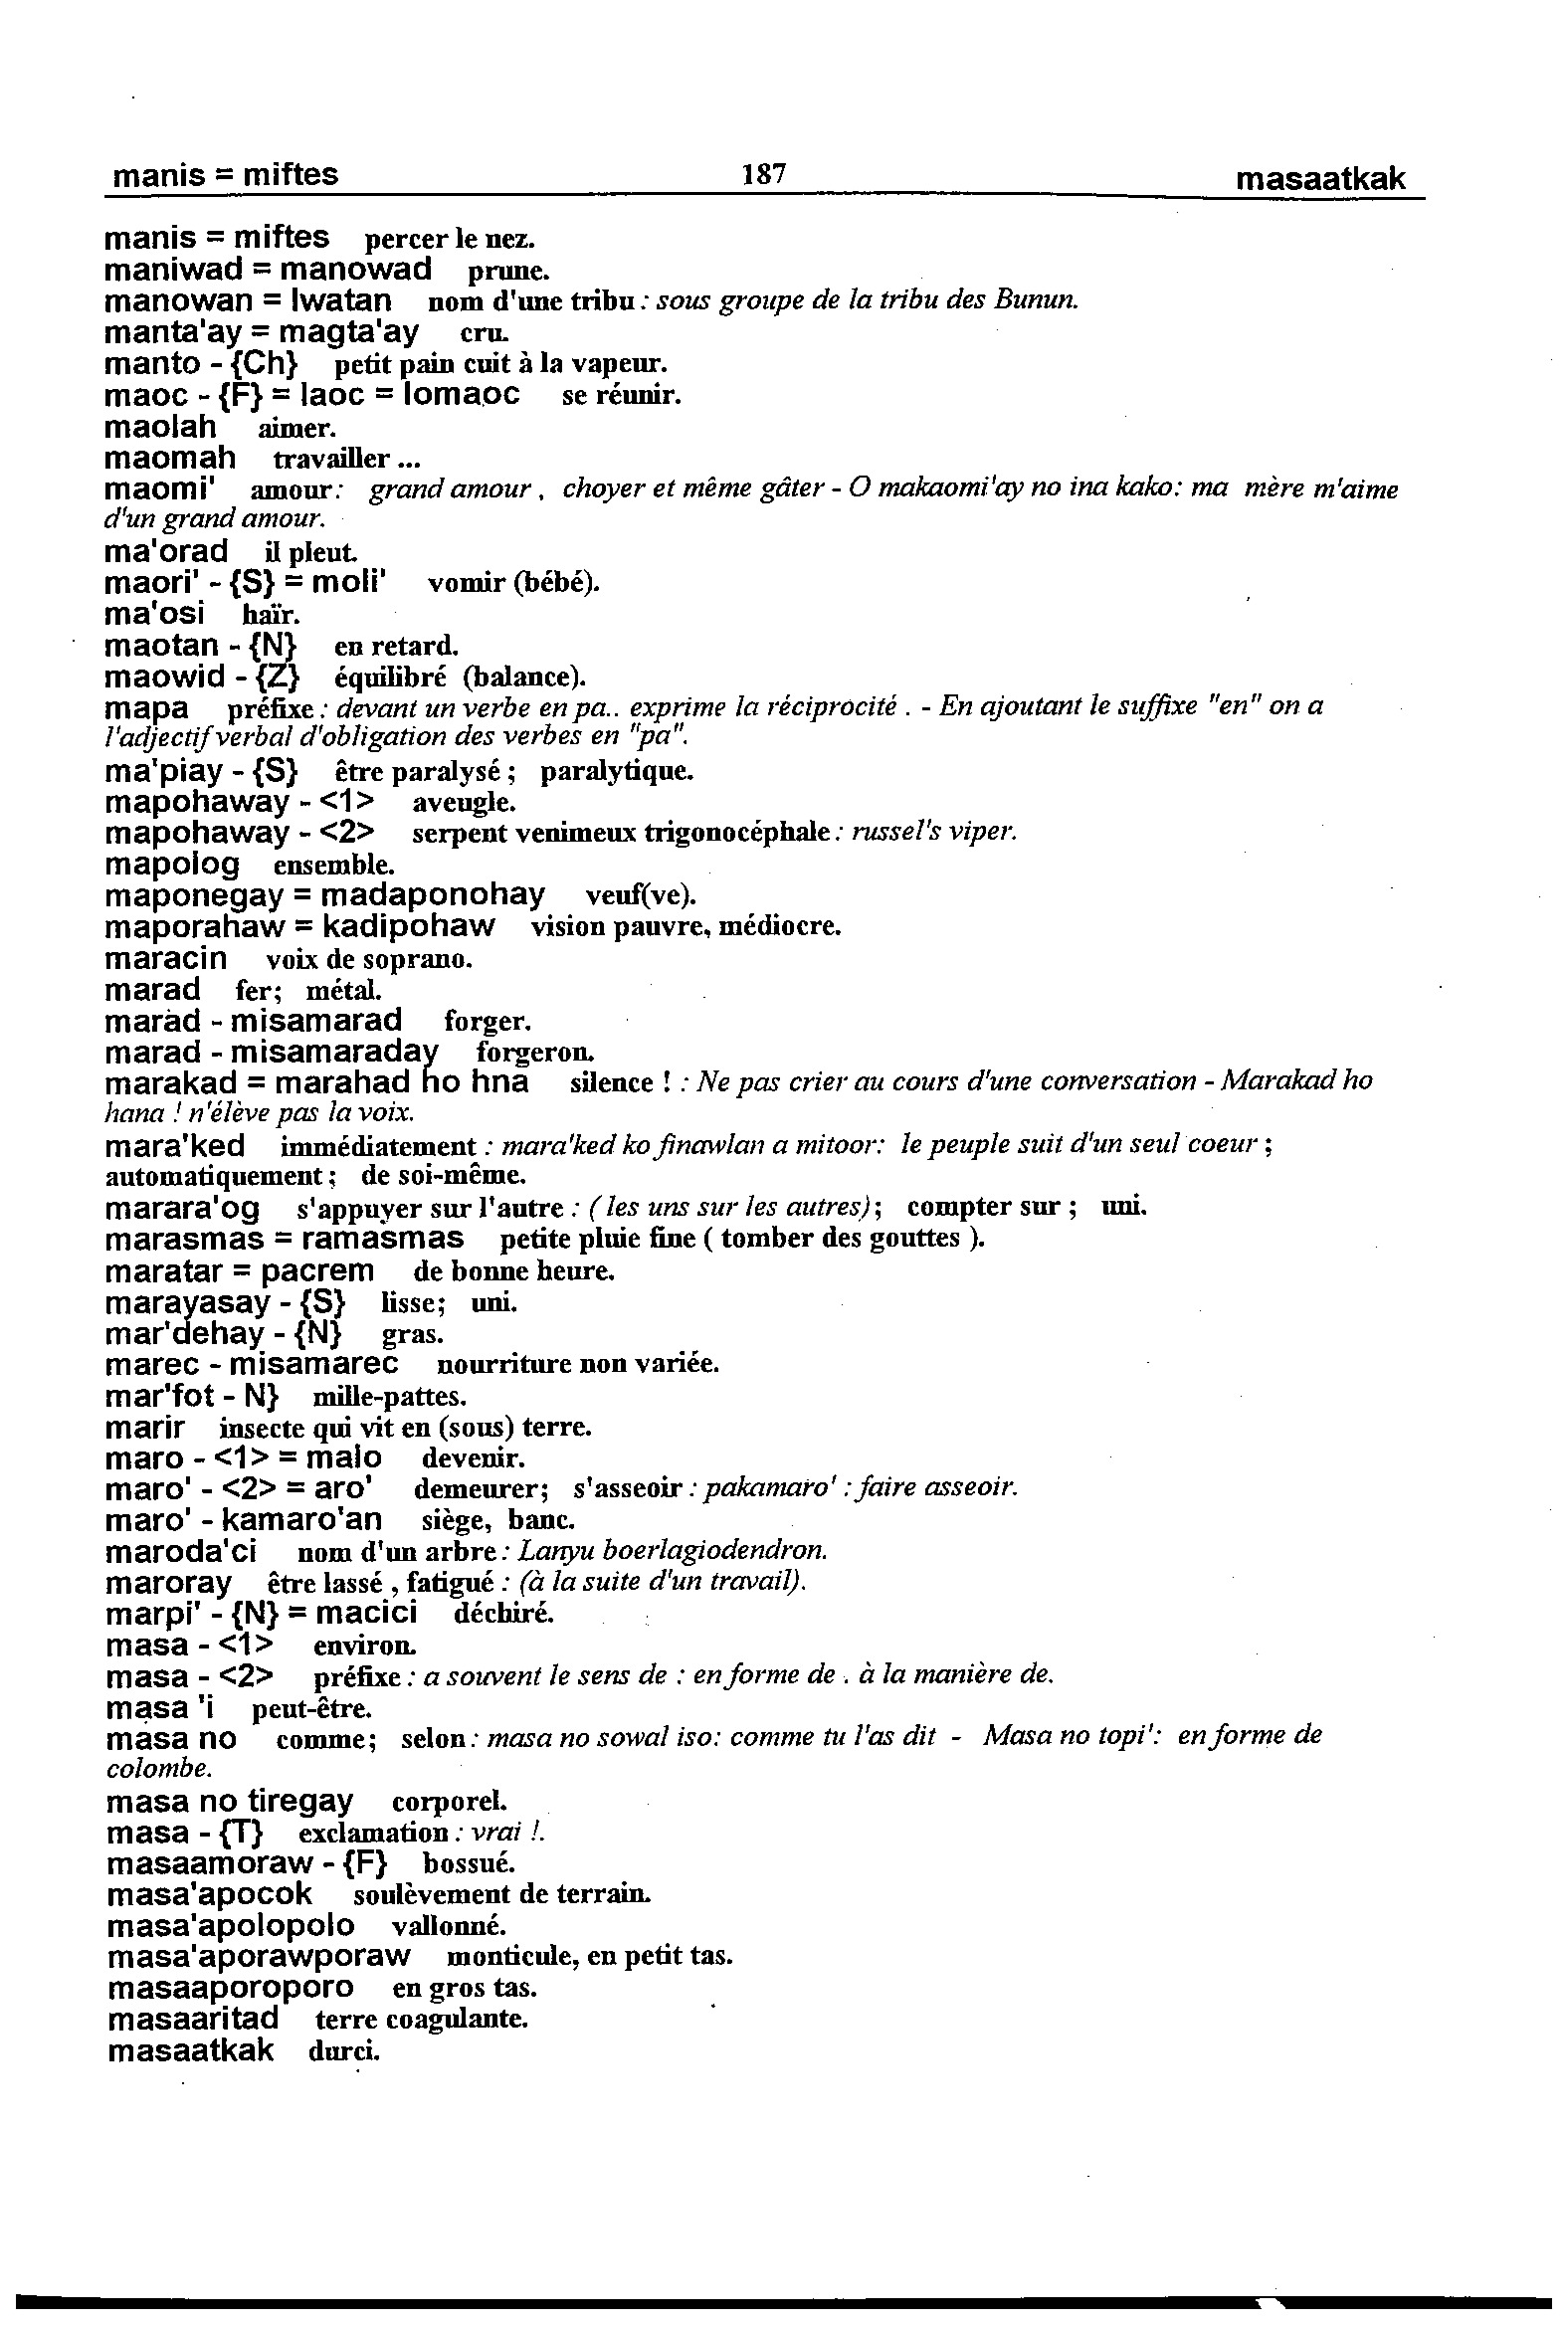 manis = miftes 187 masaatkak
manis = miftes percer le nez.
maniwad = manowad prune.
manowan = Iwatan nom d'une tribu : sous groupe de la tribu des Bunun.
manta'ay = magta'ay cru.
manto - {Ch} petit pain cuit à la vapeur.
maoc - {F} = laoc = lomaoc se réunir.
maolah aimer.
maomah travailler ...
maomi' amour: grand amour , choyer et même gâter - O makaomi'ay no ina kako: ma mère m'aime
d'un grand amour.
ma'orad il pleut.
maori' - {S} = moli' vomir (bébé).
ma'osi haïr.
maotan - {N} en retard.
maowid - {Z} équilibré (balance).
mapa préfixe : devant un verbe en pa.. exprime la réciprocité . - En ajoutant le suffixe "en" on a
l'adjectif verbal d'obligation des verbes en "pa".
ma'piay - {S} être paralysé ; paralytique.
mapohaway - <1> aveugle.
mapohaway - <2> serpent venimeux trigonocéphale : russel's viper.
mapolog ensemble.
maponegay = madaponohay veuf(ve).
maporahaw = kadipohaw vision pauvre, médiocre.
maracin voix de soprano.
marad fer; métal.
marad - misamarad forger.
marad - misamaraday forgeron.
marakad = marahad ho hna silence ! : Ne pas crier au cours d'une conversation - Marakad ho
hana ! n'élève pas la voix.
mara'ked immédiatement : mara'ked ko finawlan a mitoor: le peuple suit d'un seul coeur ;
automatiquement ; de soi-même.
marara'og s'appuyer sur l'autre : ( les uns sur les autres) ; compter sur ; uni.
marasmas = ramasmas petite pluie fine ( tomber des gouttes ).
maratar = pacrem de bonne heure.
marayasay - {S} lisse; uni.
mar'dehay - {N} gras.
marec - misamarec nourriture non variée.
mar'fot - N} mille-pattes.
marir insecte qui vit en (sous) terre.
maro - <1> = malo devenir.
maro' - <2> = aro' demeurer; s'asseoir : pakamaro' : faire asseoir.
maro' - kamaro'an siège, banc.
maroda'ci nom d'un arbre : Lanyu boerlagiodendron.
maroray être lassé , fatigué : (à la suite d'un travail).
marpi' - {N} = macici déchiré.
masa - <1> environ.
masa - <2> préfixe : a souvent le sens de : en forme de . à la manière de.
masa 'i peut-être.
masa no comme; selon : masa no sowal iso: comme tu l'as dit - Masa no topi': en forme de
colombe.
masa no tiregay corporel.
masa - {T} exclamation : vrai !.
masaamoraw - {F} bossué.
masa'apocok soulèvement de terrain.
masa'apolopolo vallonné.
masa'aporawporaw monticule, en petit tas.
masaaporoporo en gros tas.
masaaritad terre coagulante.
masaatkak durci.